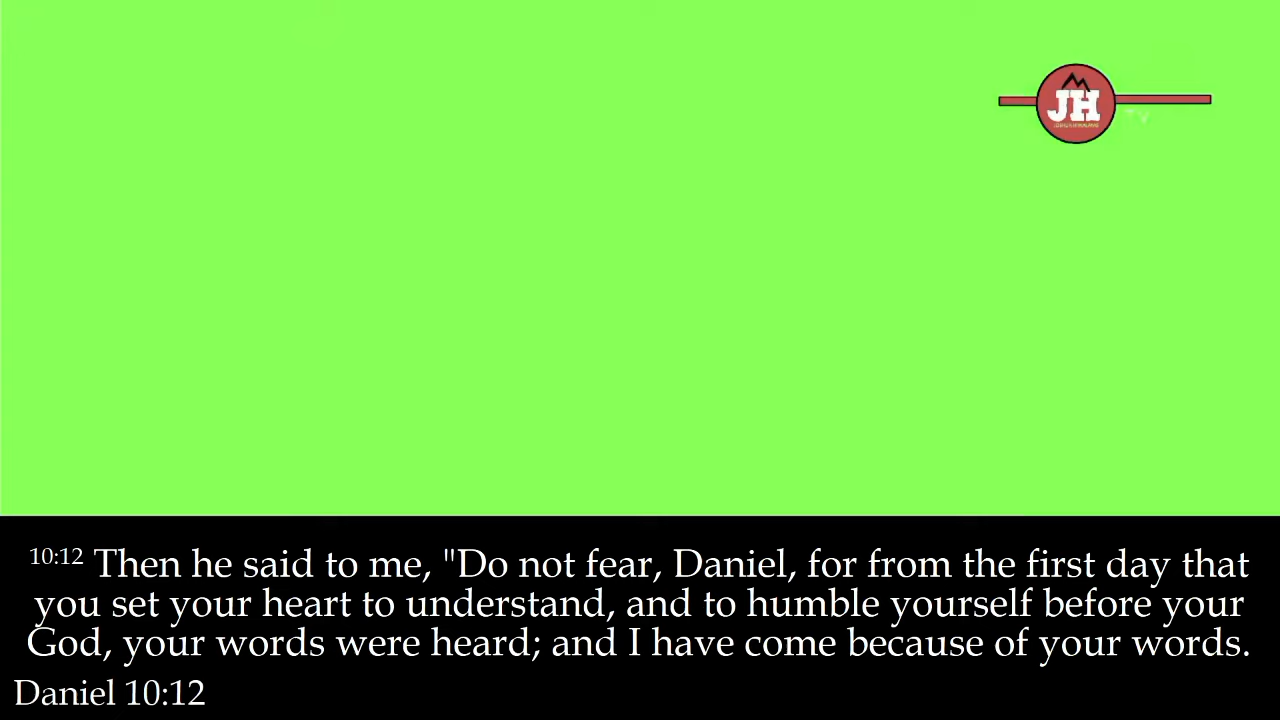 JH
10:12 Then he said to me, "Do not fear, Daniel, for from the first day that
you set your heart to understand, and to humble yourself before your
God, your words were heard; and I have come because of your words.
Daniel 10:12